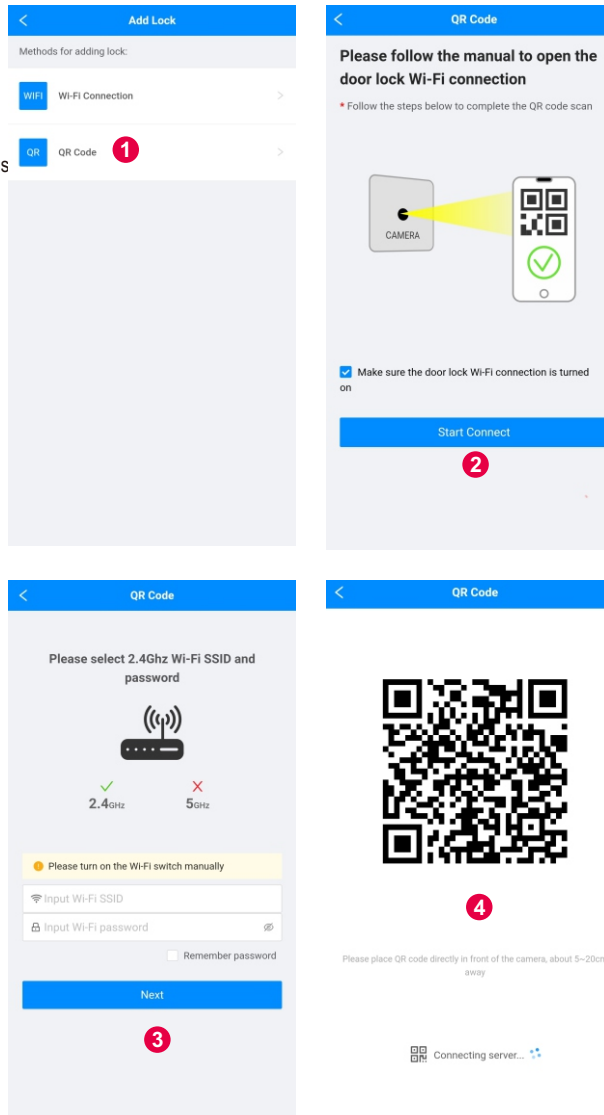 Add Lock
Methods for adding lock:
WIFI Wi-Fi Connection
QR QR Code 1
s
QR Code
Please follow the manual to open the
door lock Wi-Fi connection
* Follow the steps below to complete the QR code scan
CAMERA
Make sure the door lock Wi-Fi connection is turned
on
Start Connect
2
QR Code
Please select 2.4Ghz Wi-Fi SSID and
password
2.4GHz 5GHz
Please turn on the Wi-Fi switch manually
Input Wi-Fi SSID
Input Wi-Fi password
Remember password
Next
3
QR Code
4
Please place QR code directly in front of the camera, about 5~20cm
away
Connecting server...